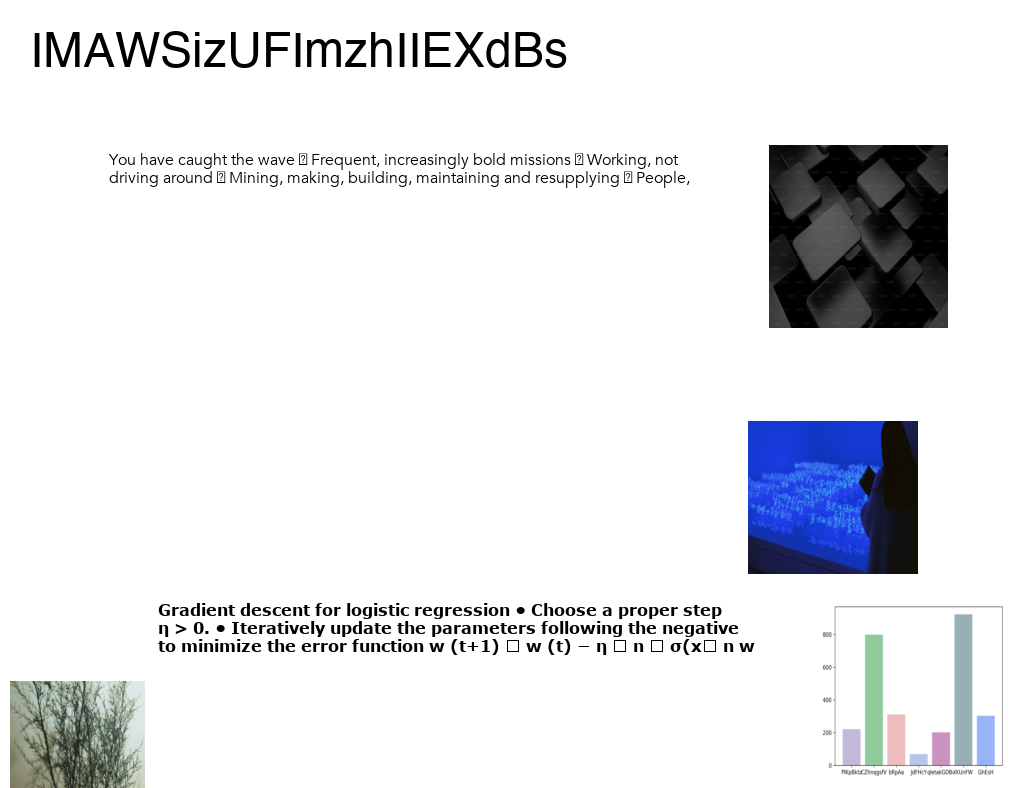 IMAWSizUFImzhIIEXdBs
You have caught the wave ⍰ Frequent, increasingly bold missions ⍰ Working, not
driving around ⍰ Mining, making, building, maintaining and resupplying ⍰ People,
Gradient descent for logistic regression • Choose a proper step
η > 0. • Iteratively update the parameters following the negative
to minimize the error function w (t+1) □ w (t) − η □ n □ σ(x□ n w
800
600
400
200
0
bRpAa JdFHcY GhEsH